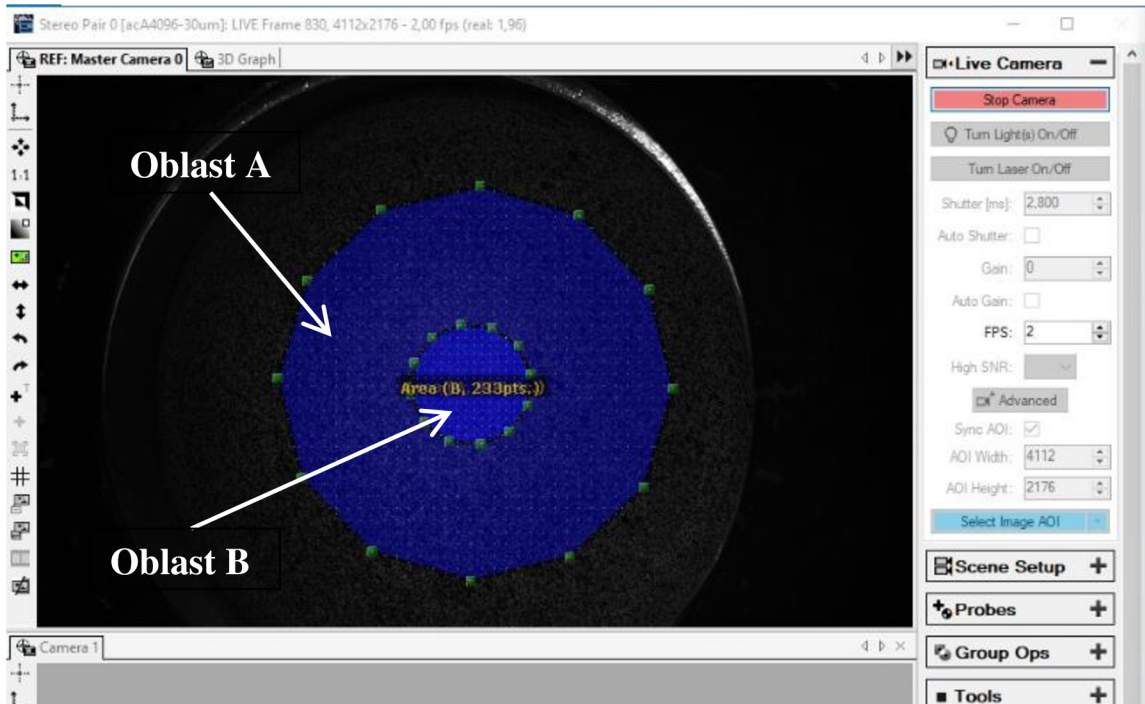 Stereo Pair 0 [acA4096-30um]: LIVE Frame 830, 4112x2176 - 2,00 fps (real: 1,96)
REF: Master Camera 0
3D Graph
1:1
T
Oblast A
Area (B, 233pts.)
Oblast B
Camera 1
Live Camera
Stop Camera
Turn Light(s) On/Off
Turn Laser On/Off
Shutter [ms]: 2,800
Auto Shutter:
Gain: 0
Auto Gain:
FPS: 2
High SNR:
Advanced
Sync AOI:
AOI Width: 4112
AOI Height: 2176
Select Image AOI
Scene Setup
Probes
Group Ops
Tools